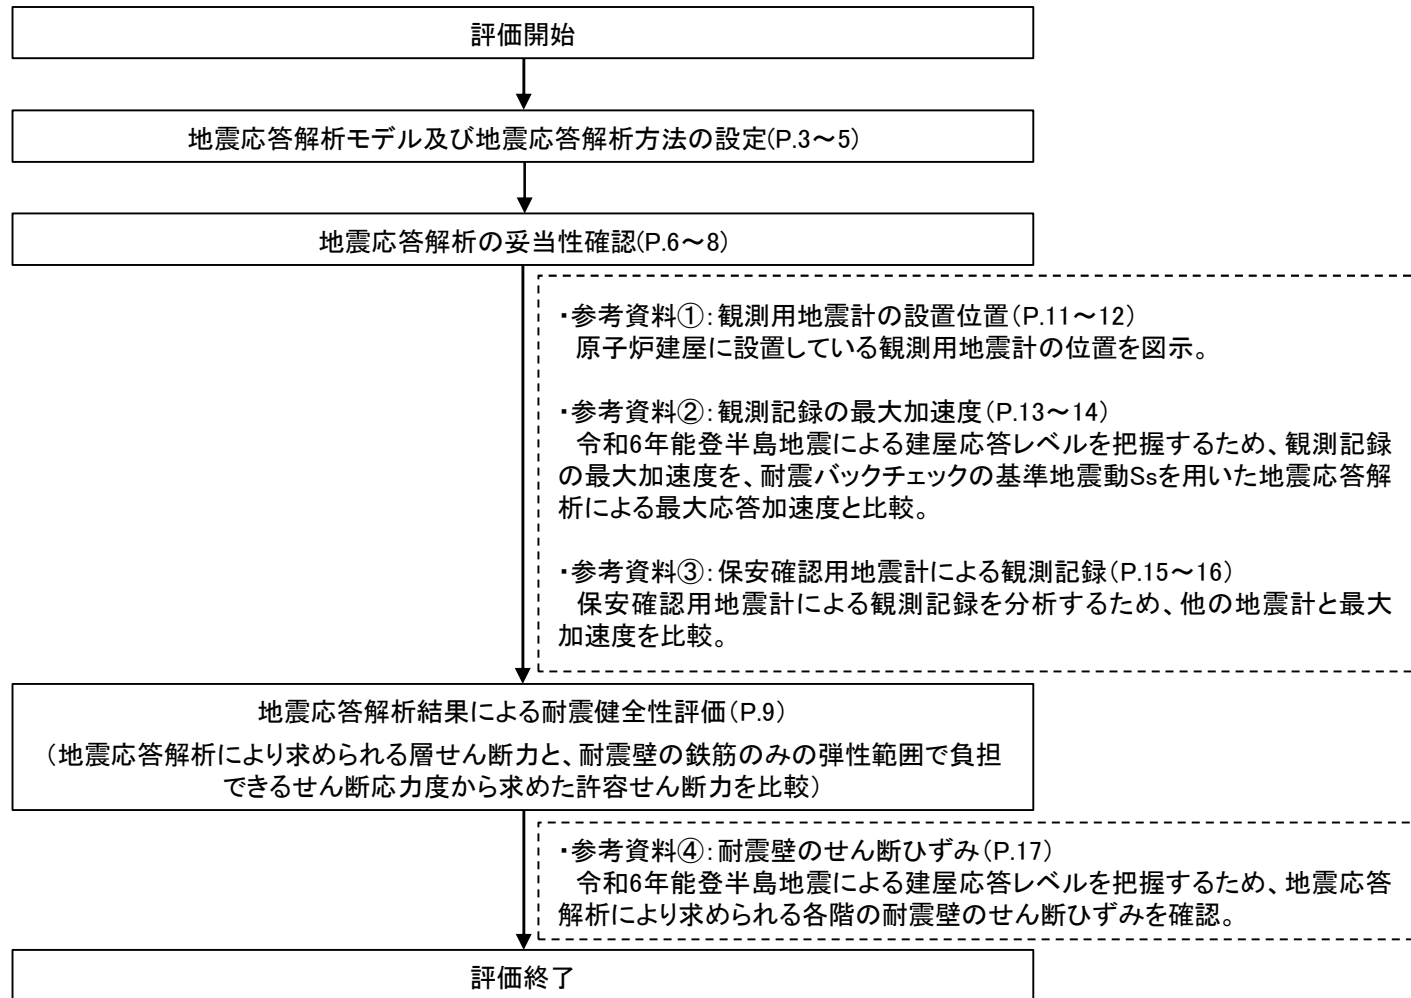 評価開始
地震応答解析モデル及び地震応答解析方法の設定(P.3～5)
地震応答解析の妥当性確認(P.6～8)
・参考資料①：観測用地震計の設置位置（P.11～12）
原子炉建屋に設置している観測用地震計の位置を図示。
・参考資料②：観測記録の最大加速度（P.13～14）
令和6年能登半島地震による建屋応答レベルを把握するため、観測記録
の最大加速度を、耐震バックチェックの基準地震動Ssを用いた地震応答解
析による最大応答加速度と比較。
・参考資料③：保安確認用地震計による観測記録（P.15～16）
保安確認用地震計による観測記録を分析するため、他の地震計と最大
加速度を比較。
地震応答解析結果による耐震健全性評価（P.9）
（地震応答解析により求められる層せん断力と、耐震壁の鉄筋のみの弾性範囲で負担
できるせん断応力度から求めた許容せん断力を比較）
・参考資料④：耐震壁のせん断ひずみ（P.17）
令和6年能登半島地震による建屋応答レベルを把握するため、地震応答
解析により求められる各階の耐震壁のせん断ひずみを確認。
評価終了